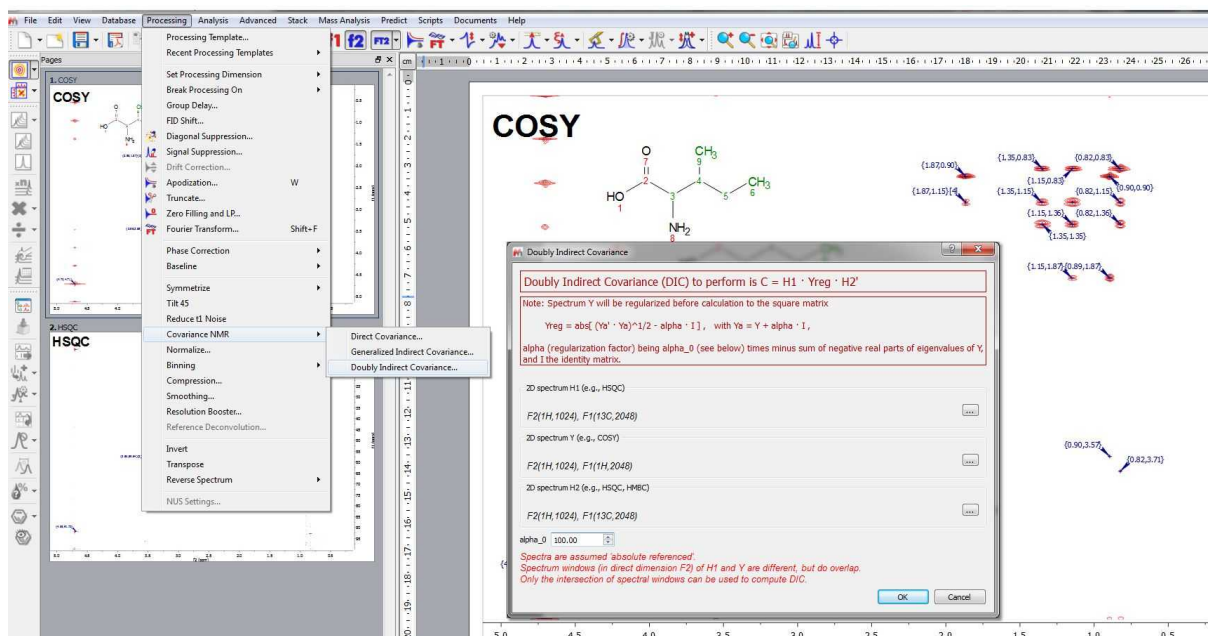 File Edit View Database Processing Analysis Advanced Stack Mass Analysis Predict Scripts Documents Help
f2 FT2
Pages
cm
1. COSY
COSY
2. HSQC
HSQC
Processing Template...
Recent Processing Templates
Set Processing Dimension
Break Processing On
Group Delay...
FID Shift...
Diagonal Suppression...
Signal Suppression...
Drift Correction...
Apodization... W
Truncate...
Zero Filling and LP...
Fourier Transform... Shift+F
Phase Correction
Baseline
Symmetrize
Tilt 45
Reduce t1 Noise
Covariance NMR
Normalize...
Binning
Compression...
Smoothing...
Resolution Booster...
Reference Deconvolution...
Invert
Transpose
Reverse Spectrum
NUS Settings...
Direct Covariance...
Generalized Indirect Covariance...
Doubly Indirect Covariance...
COSY
O
7
CH3
9
HO
1
2
3
4
5
CH3
6
NH2
8
{1.87,0.90}
{1.35,0.83}
{0.82,0.83}
{1.15,0.83}
{0.90,0.90}
{1.87,1.15}
{1.35,1.15}
{0.82,1.15}
{1.15,1.36}
{0.82,1.36}
{1.35,1.35}
{1.15,1.87}
{0.89,1.87}
{0.90,3.57}
{0.82,3.71}
Doubly Indirect Covariance
Doubly Indirect Covariance (DIC) to perform is C = H1 · Yreg · H2'
Note: Spectrum Y will be regularized before calculation to the square matrix
Yreg = abs[ (Ya' · Ya)^1/2 - alpha · I ] , with Ya = Y + alpha · I,
alpha (regularization factor) being alpha_0 (see below) times minus sum of negative real parts of eigenvalues of Y,
and I the identity matrix.
2D spectrum H1 (e.g., HSQC)
F2(1H,1024), F1(13C,2048)
...
2D spectrum Y (e.g., COSY)
F2(1H,1024), F1(1H,2048)
...
2D spectrum H2 (e.g., HSQC, HMBC)
F2(1H,1024), F1(13C,2048)
...
alpha_0 100.00
Spectra are assumed 'absolute referenced'.
Spectrum windows (in direct dimension F2) of H1 and Y are different, but do overlap.
Only the intersection of spectral windows can be used to compute DIC.
OK Cancel
5.0 4.5 4.0 3.5 3.0 2.5 2.0 1.5 1.0 0.5